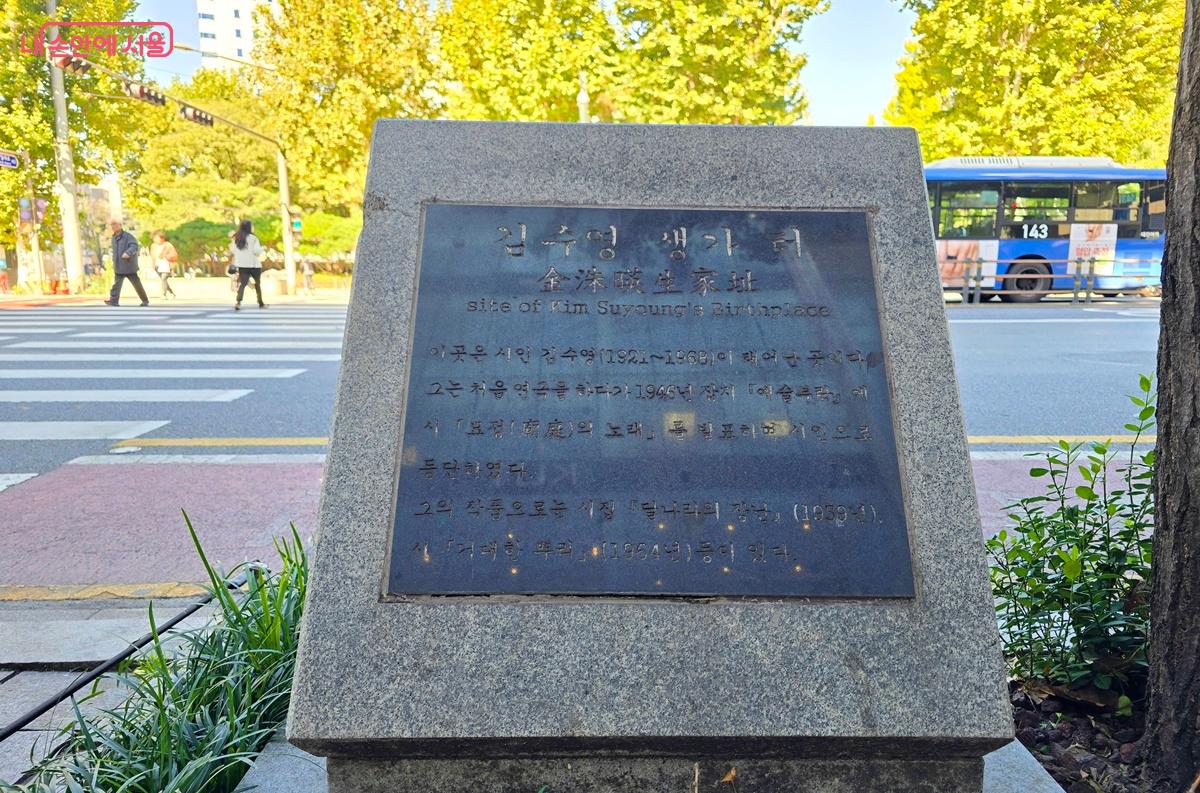 내 손안에 서울
김수영 생가 터
金洙暎生家址
site of Kim Suyoung's Birthplace
이곳은 시인 김수영(1921~1968)이 태어난 곳이다.
그는 처음 연극을 하다가 1946년 잡지 『예술부락』에
시 「묘정(廟庭)의 노래」를 발표하며 시인으로
등단하였다.
그의 작품으로는 시집 『달나라의 장난』 (1959년),
시 「거대한 뿌리」 (1964년)등이 있다.
143